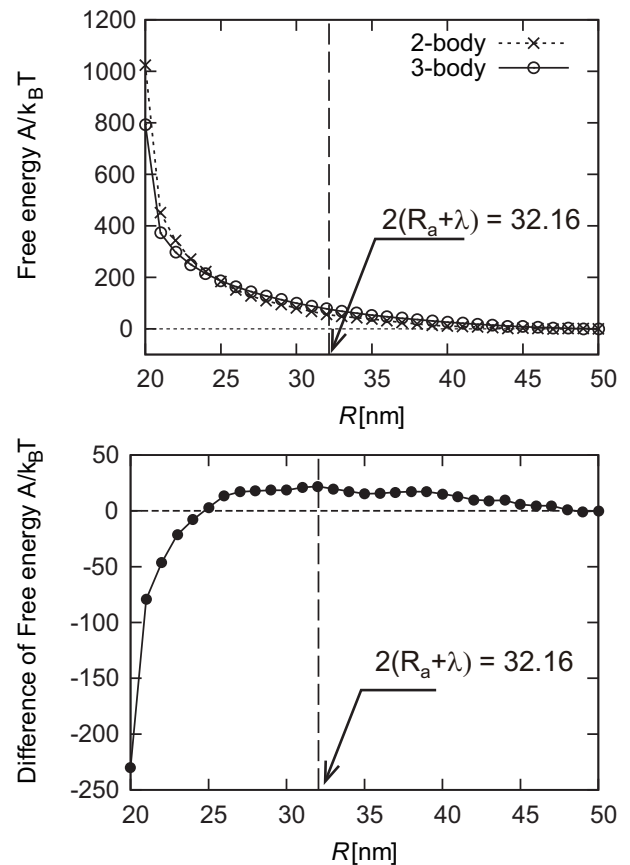 Free energy A/kBT
1200
1000
800
600
400
200
0
2-body
3-body
2(Ra+λ) = 32.16
20 25 30 35 40 45 50
R[nm]
Difference of Free energy A/kBT
50
0
-50
-100
-150
-200
-250
2(Ra+λ) = 32.16
20 25 30 35 40 45 50
R[nm]